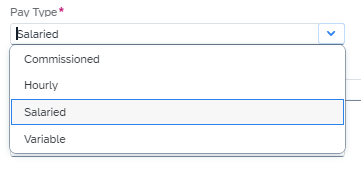 Pay Type*
Salaried
Commissioned
Hourly
Salaried
Variable